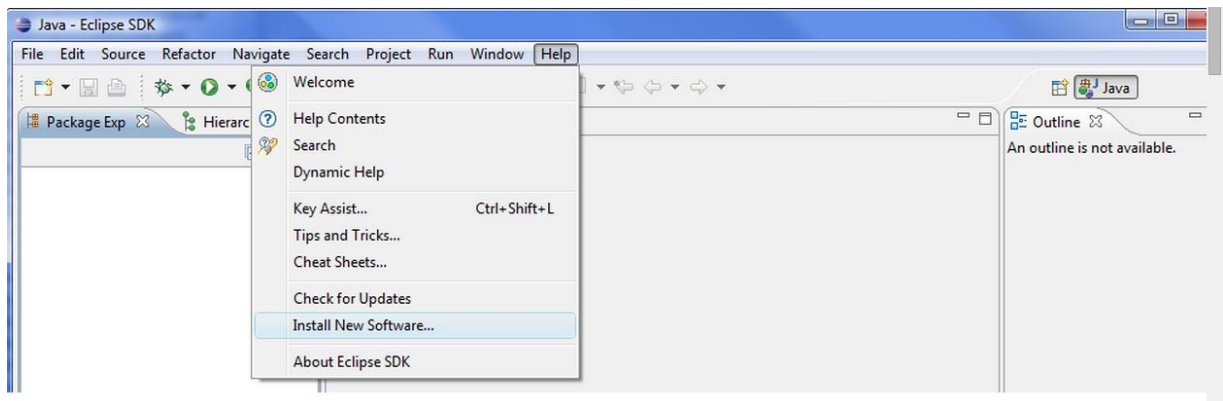 Java - Eclipse SDK
File Edit Source Refactor Navigate Search Project Run Window Help
Java
Package Exp
Hierarc
Welcome
Help Contents
Search
Dynamic Help
Key Assist... Ctrl+Shift+L
Tips and Tricks...
Cheat Sheets...
Check for Updates
Install New Software...
About Eclipse SDK
Outline
An outline is not available.